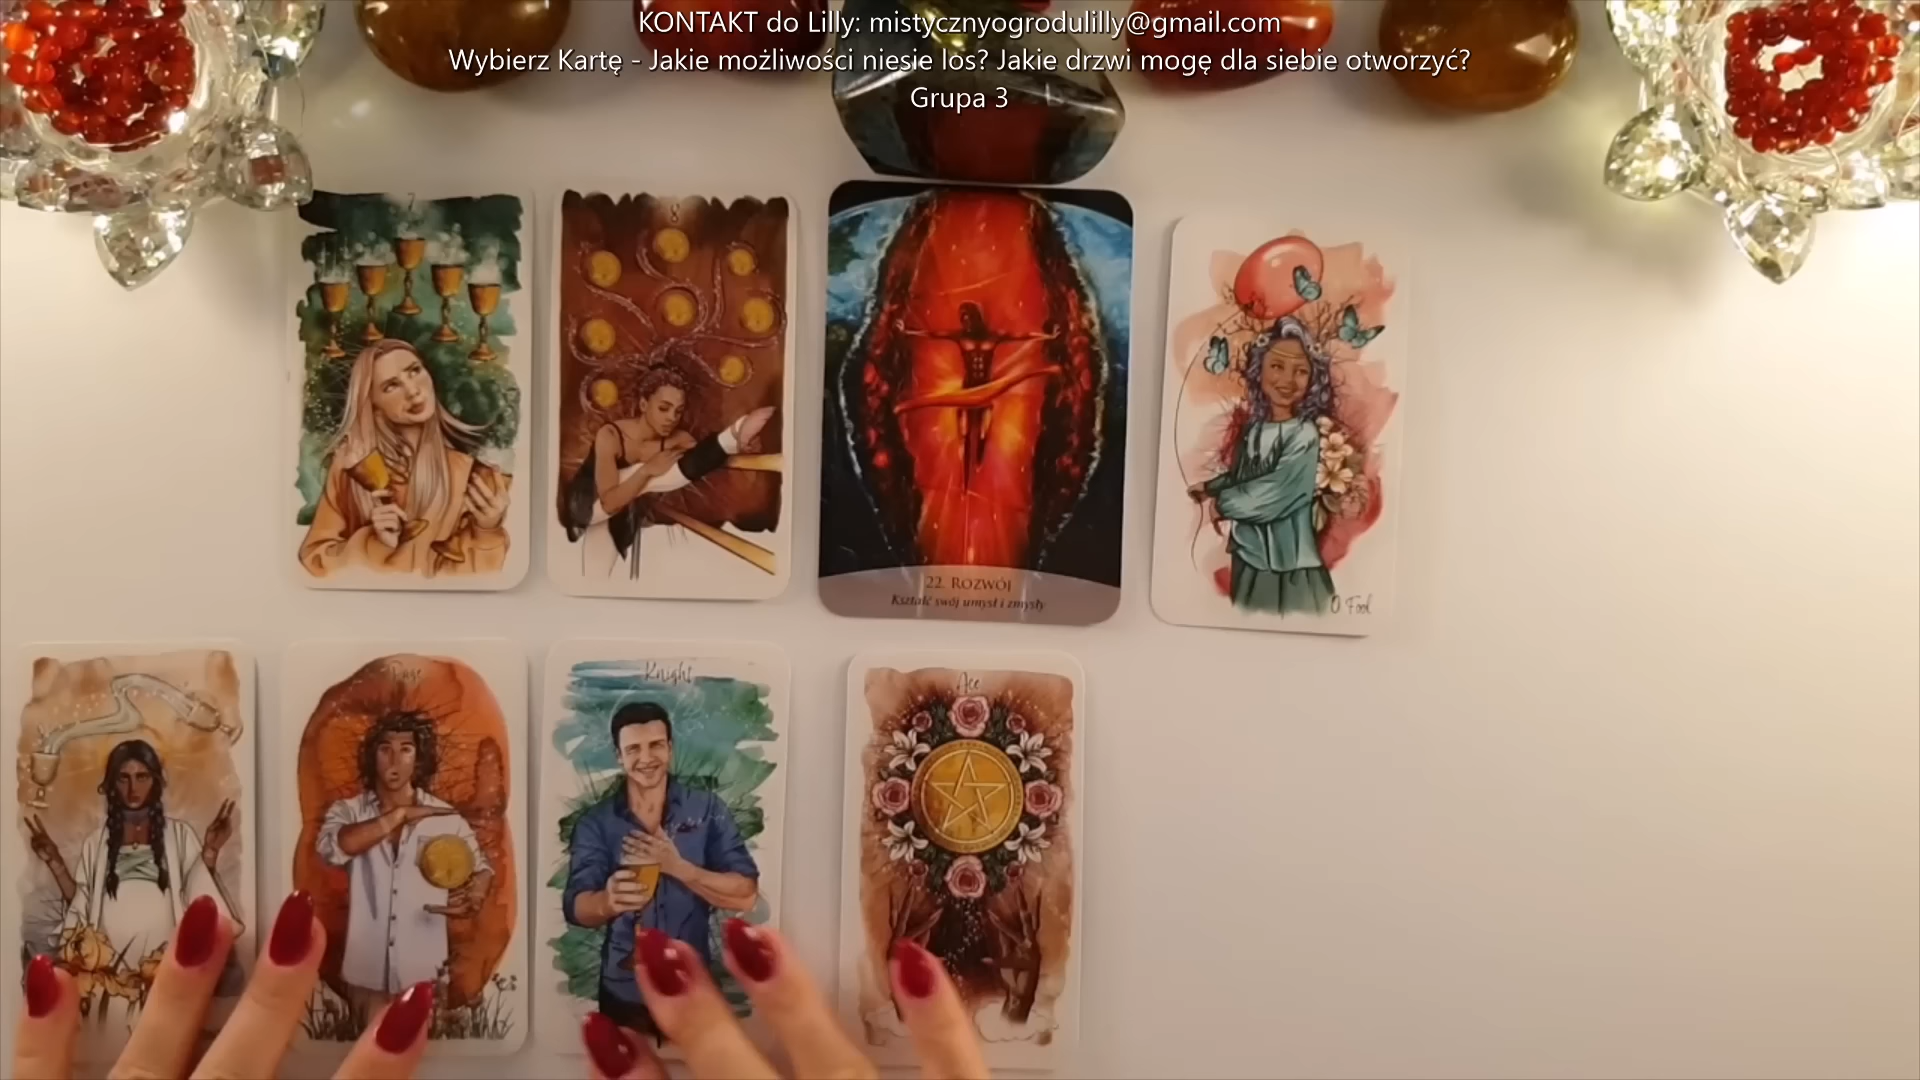 KONTAKT do Lilly: mistycznyogrodulilly@gmail.com
Wybierz Kartę - Jakie możliwości niesie los? Jakie drzwi mogę dla siebie otworzyć?
Grupa 3
7
8
22. ROZWÓJ
Kształć swój umysł i zmysły
0 Fool
Page
Knight
Ace